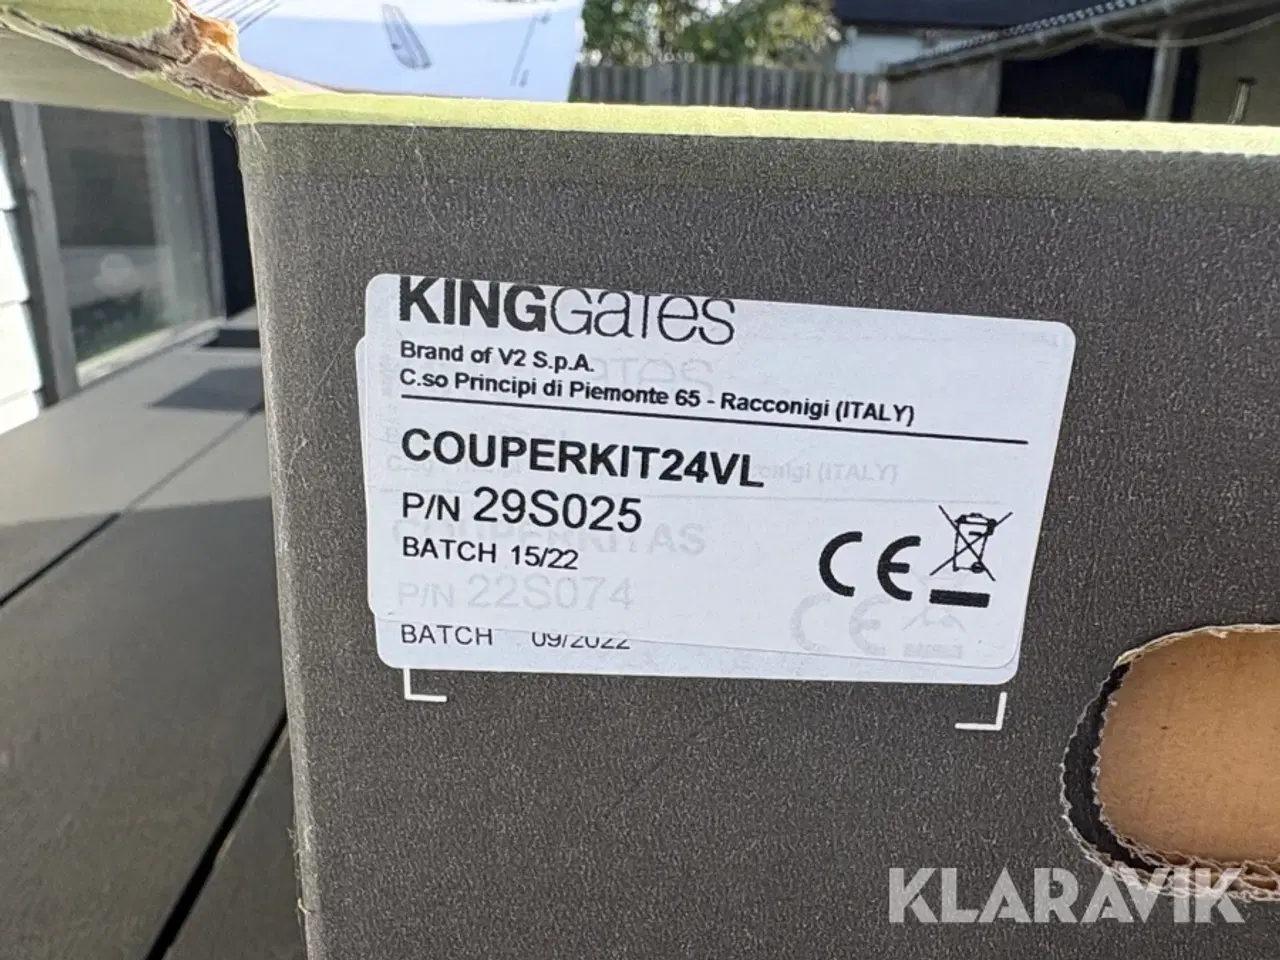 KINGGaTes
Brand of V2 S.p.A.
C.so Principi di Piemonte 65 - Racconigi (ITALY)
COUPERKIT24VL
P/N 29S025
BATCH 15/22
CE
P/N 22S074
BATCH 09/2022
KLARAVIK